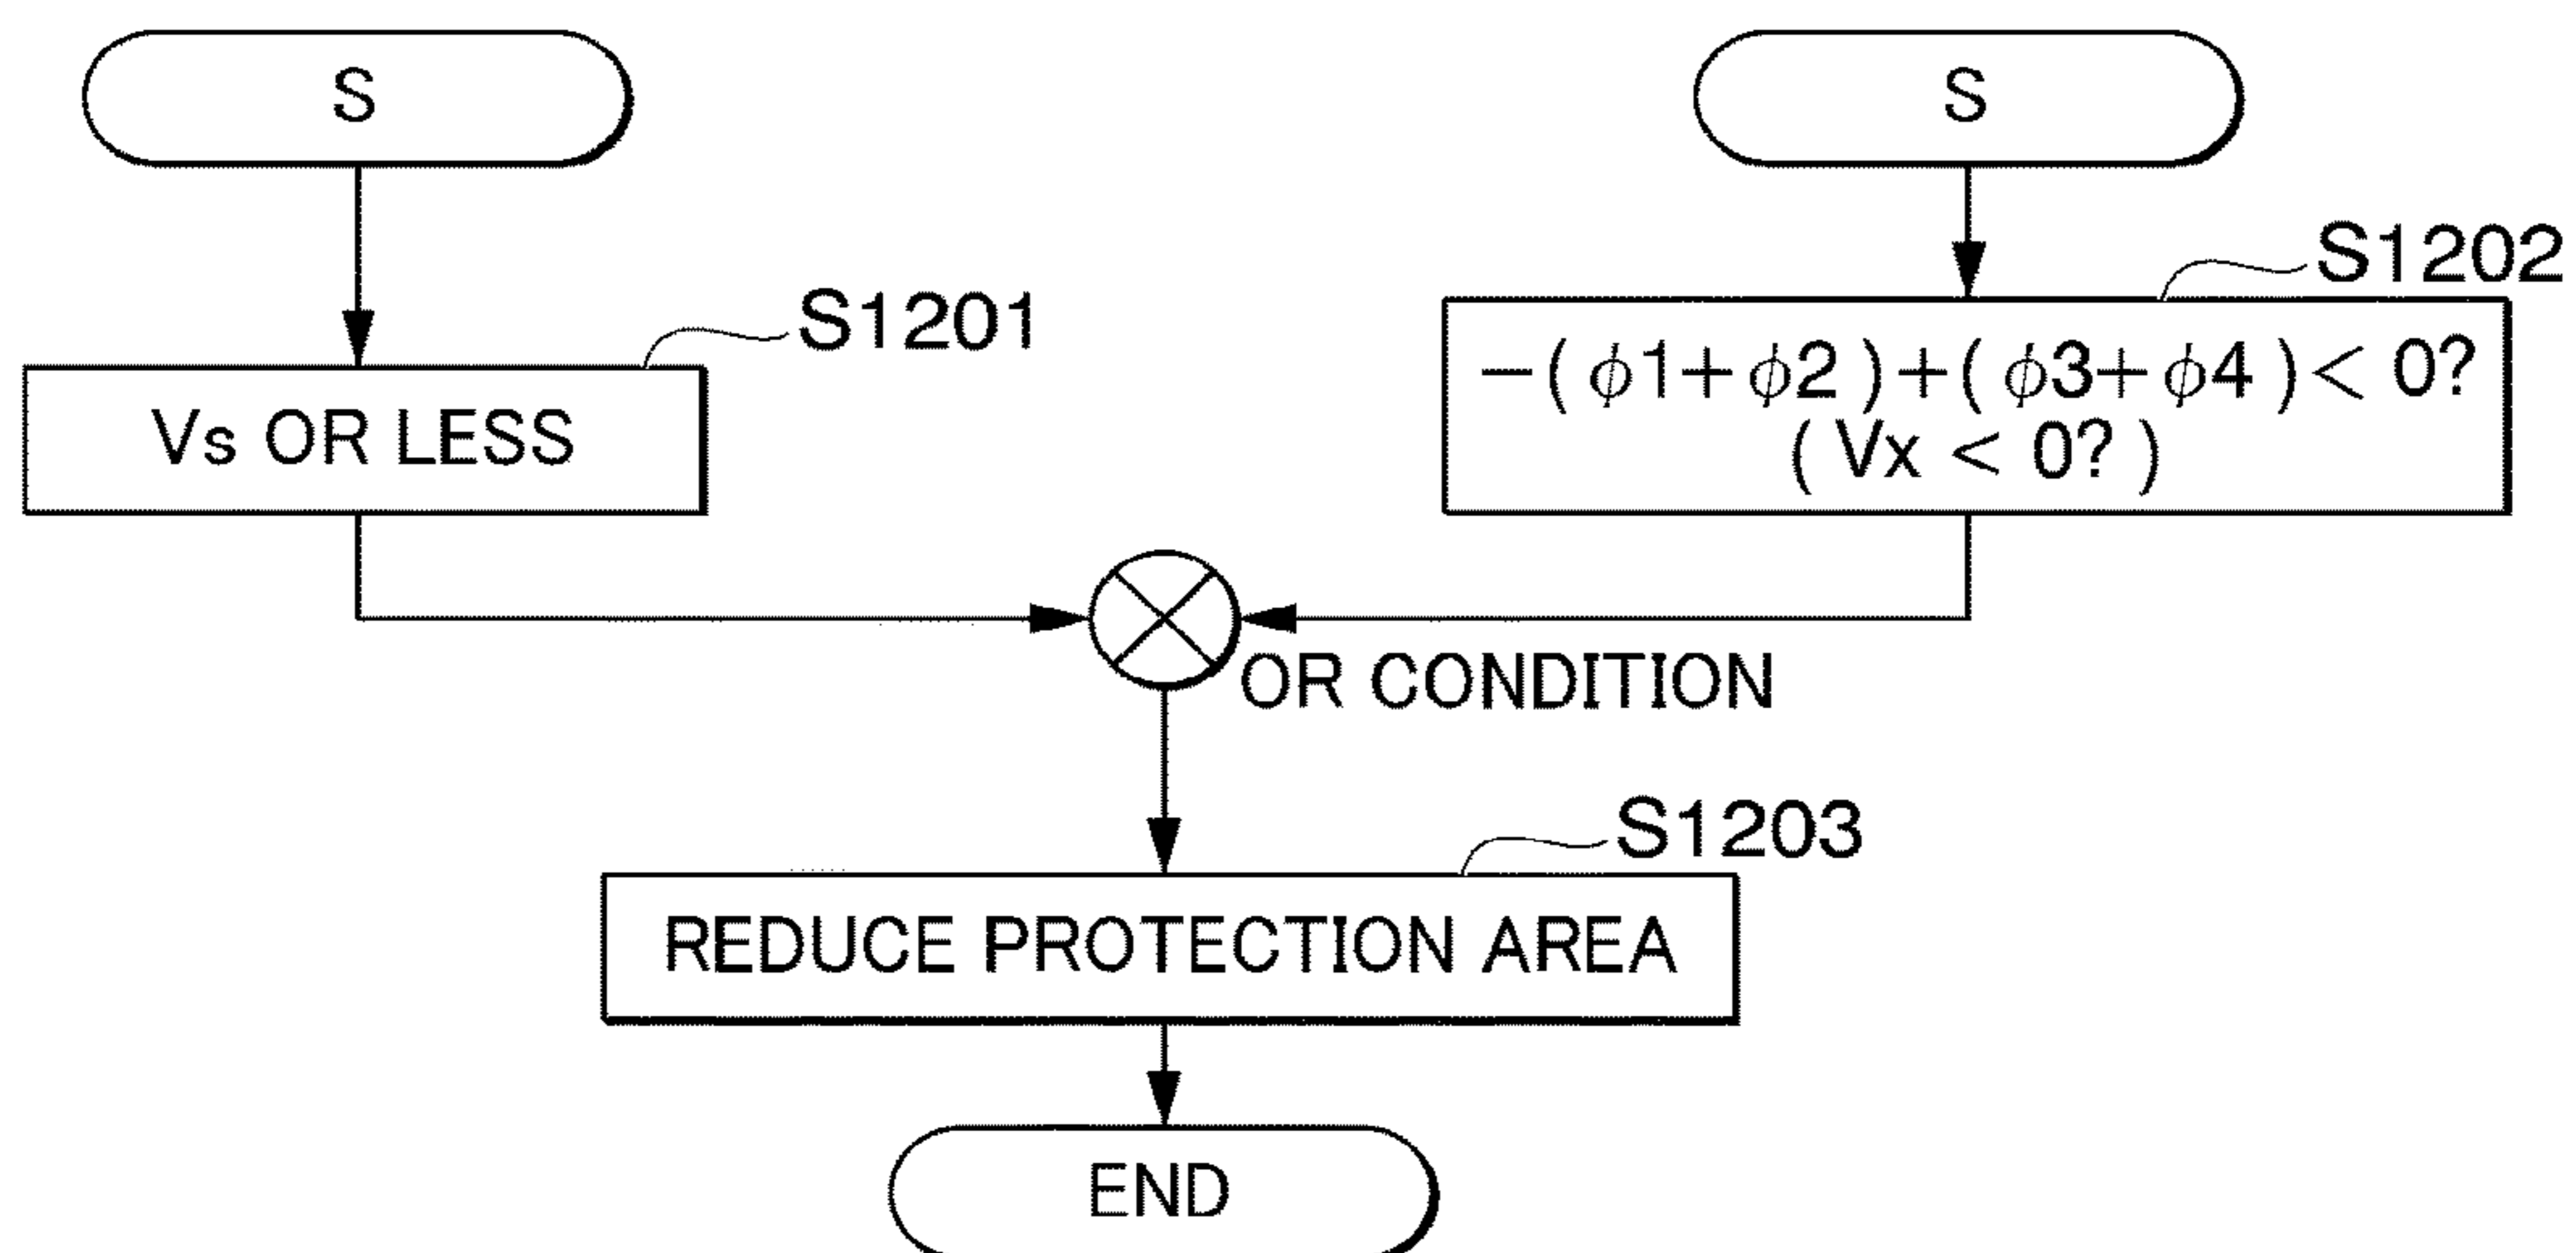 S
S
S1201
S1202
Vs OR LESS
−( ϕ1+ϕ2 )+( ϕ3+ϕ4 )< 0?
( Vx < 0? )
OR CONDITION
S1203
REDUCE PROTECTION AREA
END